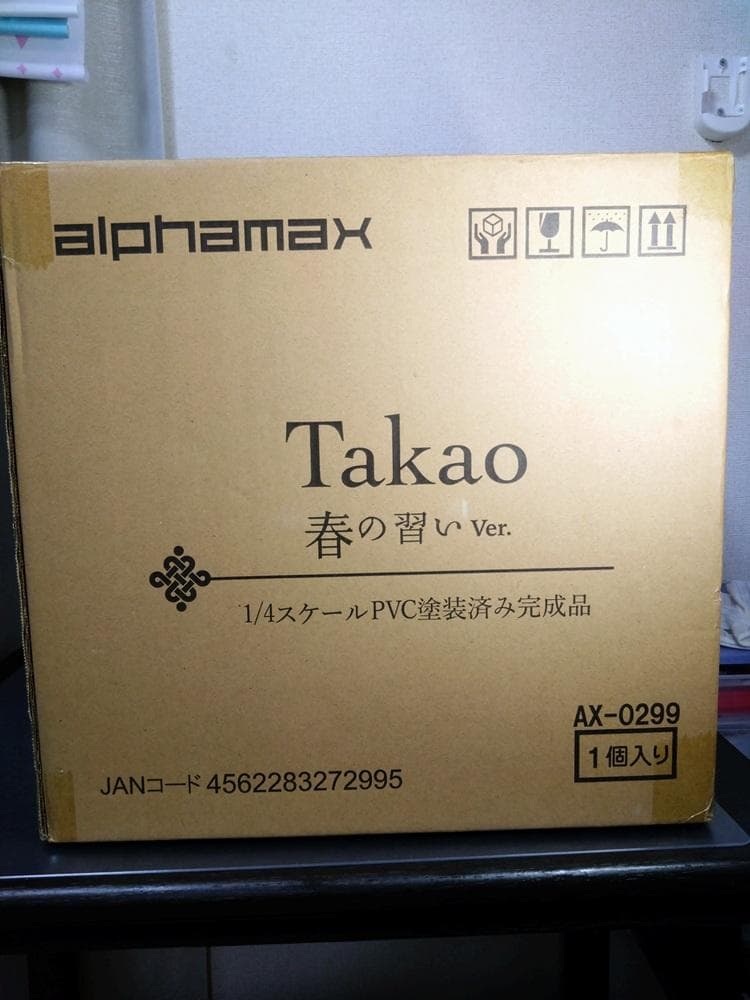 alphamax
Takao
春の習い Ver.
1/4スケールPVC塗装済み完成品
AX-0299
1個入り
JANコード 4562283272995